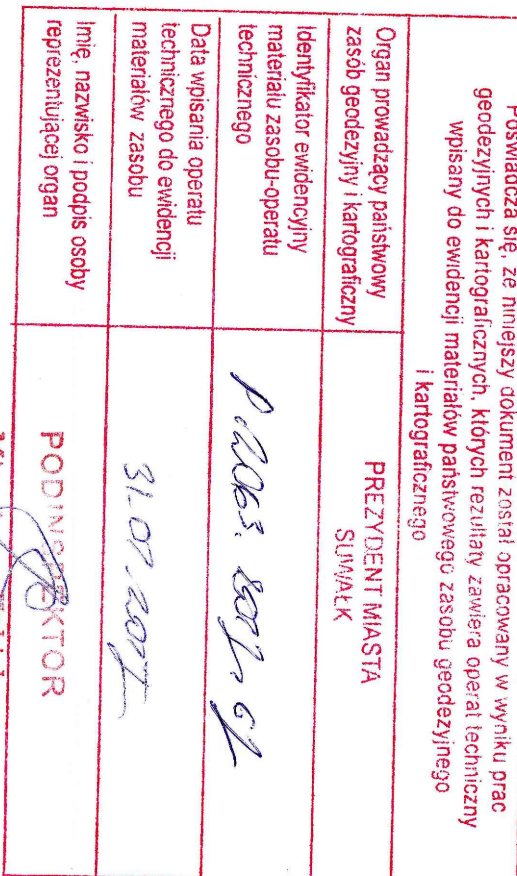 Poświadcza się, że niniejszy dokument został opracowany w wyniku prac
geodezyjnych i kartograficznych, których rezultaty zawiera operat techniczny
wpisany do ewidencji materiałów państwowego zasobu geodezyjnego
i kartograficznego
Organ prowadzący państwowy
zasób geodezyjny i kartograficzny
PREZYDENT MIASTA
SUWAŁK
Identyfikator ewidencyjny
materiału zasobu-operatu
technicznego
P.2063.
Data wpisania operatu
technicznego do ewidencji
materiałów zasobu
31.07.
Imię, nazwisko i podpis osoby
reprezentującej organ
PODINSPEKTOR